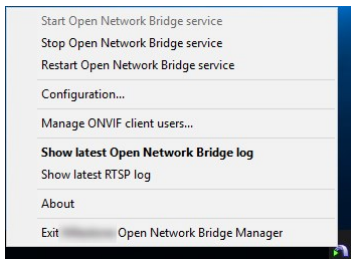 Start Open Network Bridge service
Stop Open Network Bridge service
Restart Open Network Bridge service
Configuration...
Manage ONVIF client users...
Show latest Open Network Bridge log
Show latest RTSP log
About
Exit Open Network Bridge Manager